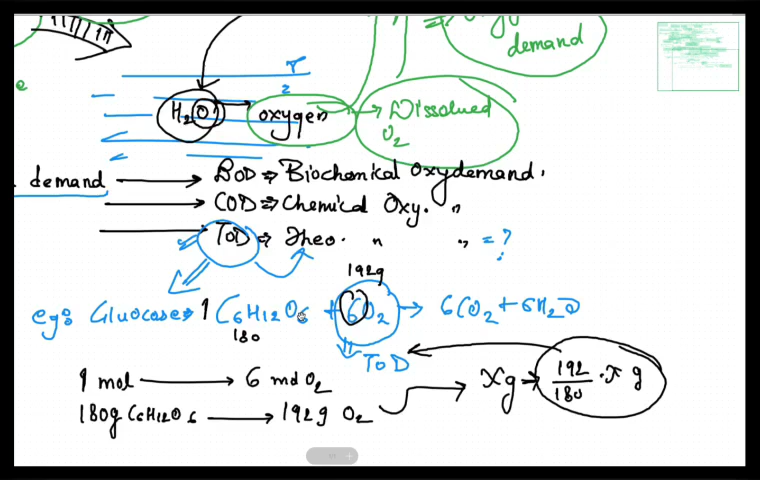 demand
H2O → oxygen → Dissolved O2
demand → BOD ⇒ Biochemical Oxydemand.
→ COD ⇒ Chemical Oxy. "
→ TOD ⇒ Theo. " " = ?
192g
eg: Glucose ⇒ 1 C6H12O6 + 6O2 → 6CO2 + 6H2O
180
TOD
1 mol → 6 mol O2
180g C6H12O6 → 192g O2
Xg → 192/180 · x g